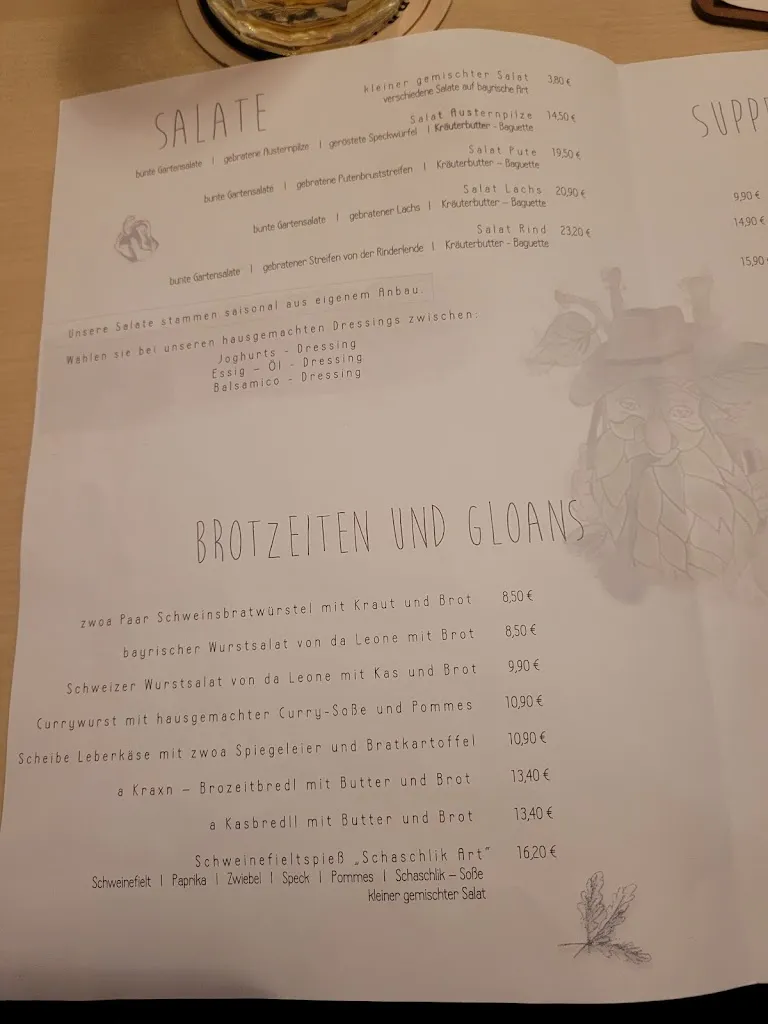 SALATE
kleiner gemischter Salat 3,80 €
verschiedene Salate auf bayrische Art
Salat Austernpilze 14,50 €
bunte Gartensalate | gebratene Austernpilze | geröstete Speckwürfel | Kräuterbutter - Baguette
Salat Pute 19,50 €
bunte Gartensalate | gebratene Putenbruststreifen | Kräuterbutter - Baguette
Salat Lachs 20,90 €
bunte Gartensalate | gebratener Lachs | Kräuterbutter - Baguette
Salat Rind 23,20 €
bunte Gartensalate | gebratener Streifen von der Rinderlende | Kräuterbutter - Baguette
Unsere Salate stammen saisonal aus eigenem Anbau.
Wählen sie bei unseren hausgemachten Dressings zwischen:
Joghurts - Dressing
Essig - Öl - Dressing
Balsamico - Dressing
BROTZEITEN UND GLOANS
zwoa Paar Schweinsbratwürstel mit Kraut und Brot 8,50 €
bayrischer Wurstsalat von da Leone mit Brot 8,50 €
Schweizer Wurstsalat von da Leone mit Kas und Brot 9,90 €
Currywurst mit hausgemachter Curry-Soße und Pommes 10,90 €
Scheibe Leberkäse mit zwoa Spiegeleier und Bratkartoffel 10,90 €
a Kraxn - Brozeitbredl mit Butter und Brot 13,40 €
a Kasbredll mit Butter und Brot 13,40 €
Schweinefieltspieß „Schaschlik Art" 16,20 €
Schweinefielt | Paprika | Zwiebel | Speck | Pommes | Schaschlik - Soße
kleiner gemischter Salat
SUPP
9,90 €
14,90 €
15,90